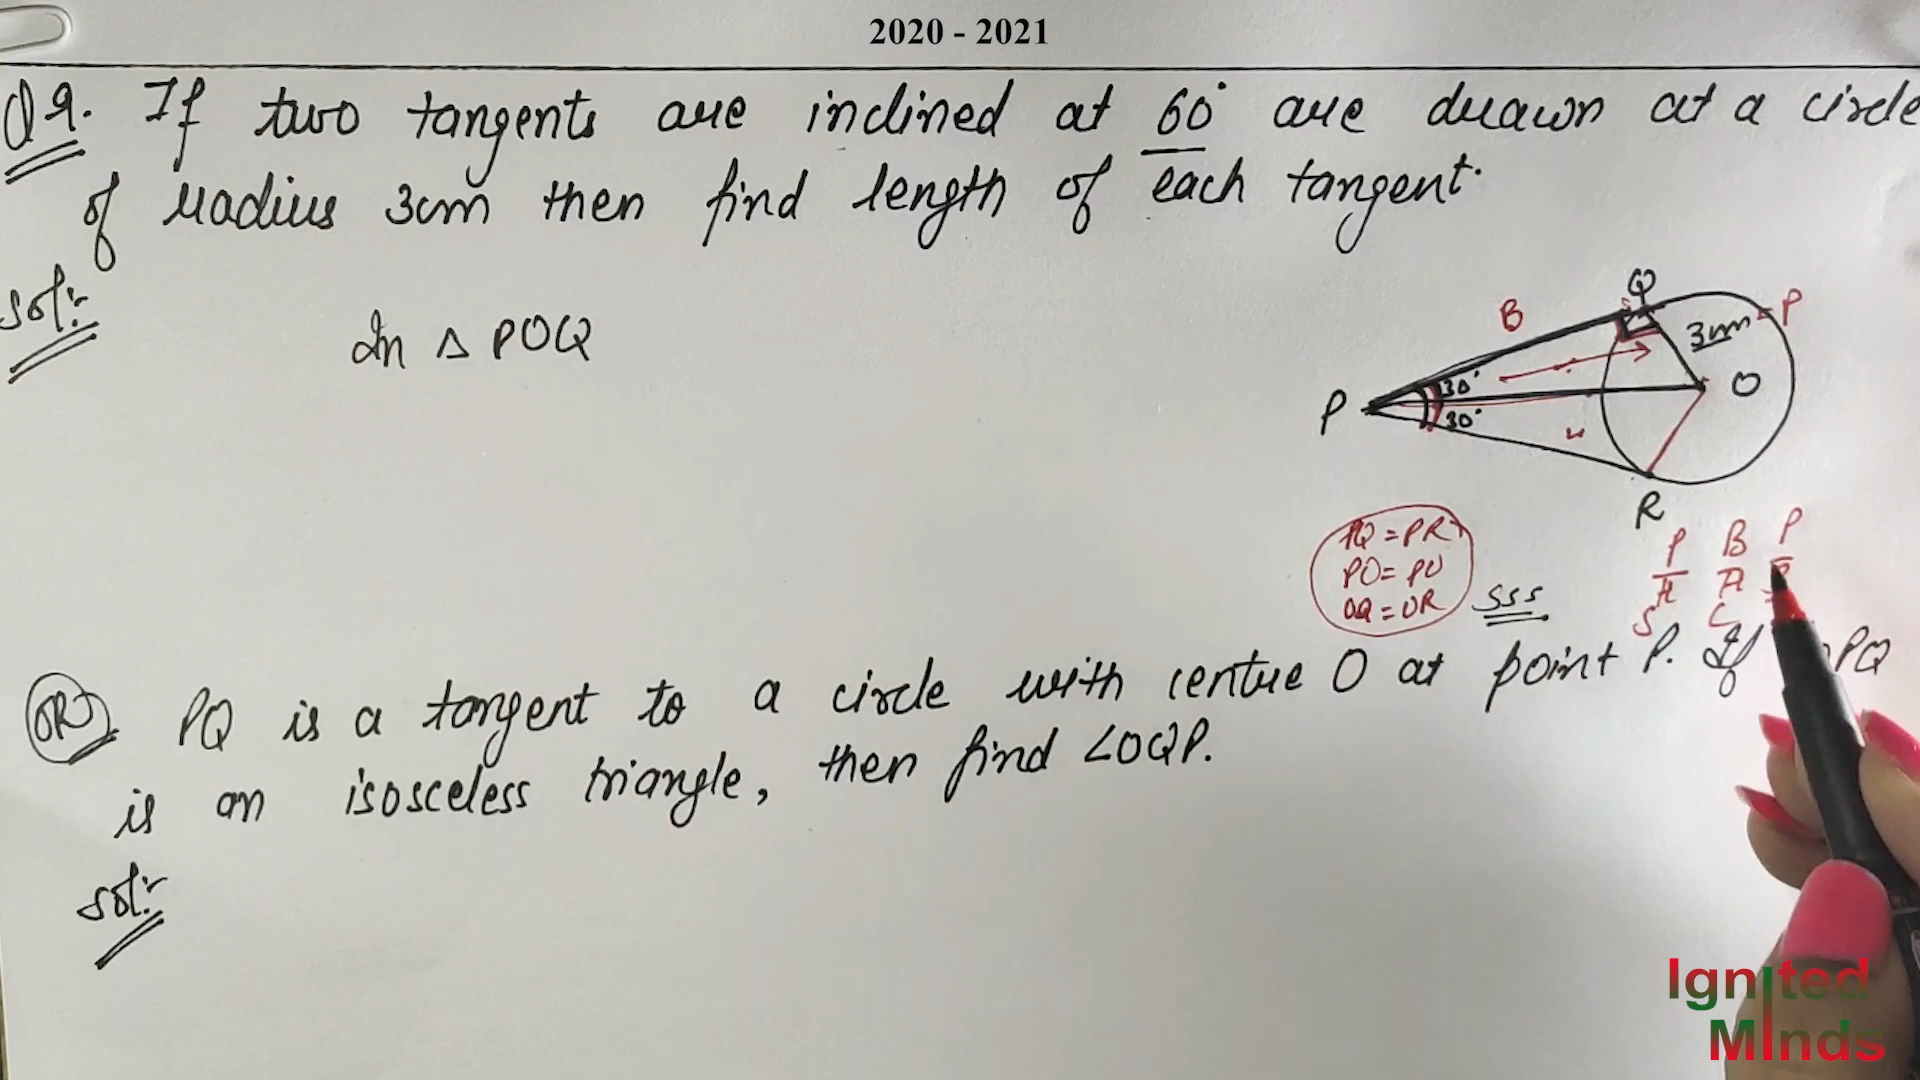 2020 - 2021
Q9. If two tangents are inclined at 60° are drawn at a circle
of radius 3cm then find length of each tangent.
Sol:-
In △ POQ
Q
B
3cm
P
30°
O
P
30°
R
PQ = PR
PO = PO
OQ = OR
SSS
P B P
H H
S C
(OR) PQ is a tangent to a circle with centre O at point P. If PQ
is an isosceless triangle, then find ∠OQP.
Sol:-
Ignited
Minds